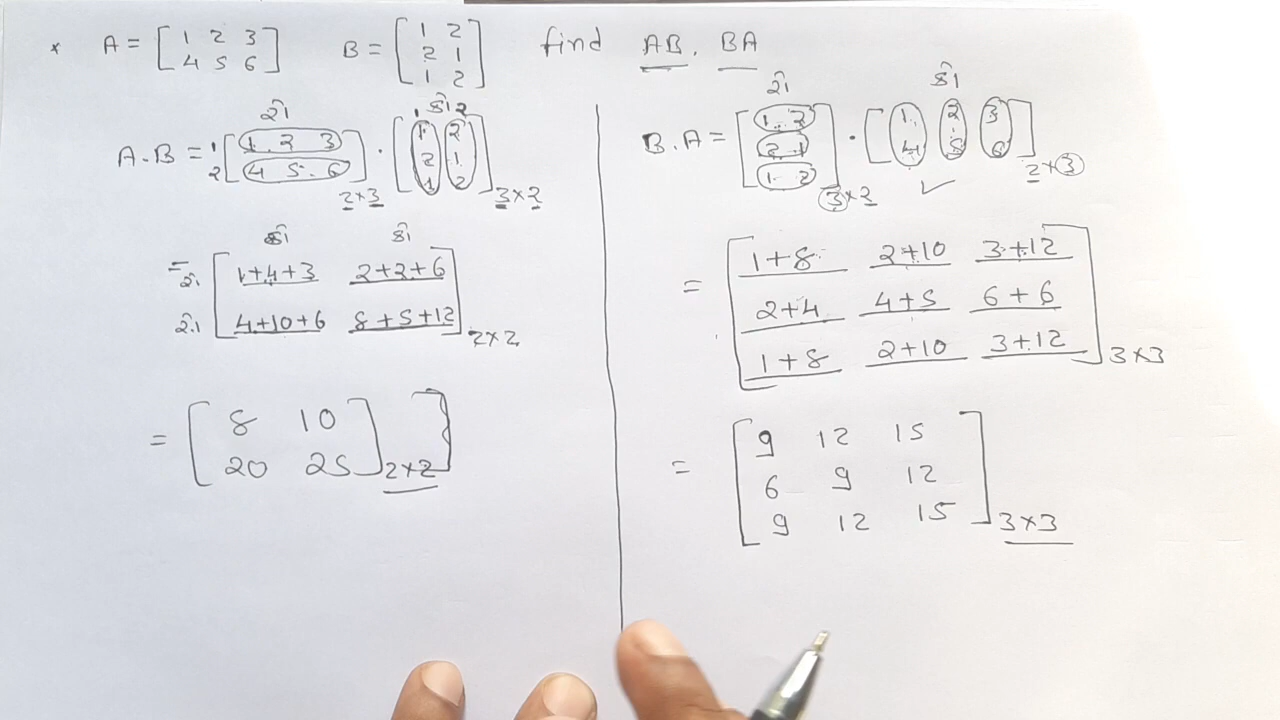 * A = [ 1 2 3 B = [ 1 2 find AB. BA
4 5 6 ] 2 1
1 2 ]
A.B = [ 1 2 3 ] . [ 1 2
4 5 6 ] 2×3 2 1
1 2 ] 3×2
= [ 1+4+3 2+2+6
4+10+6 8+5+12 ] 2×2
= [ 8 10
20 25 ] 2×2
B.A = [ 1 2 . [ 1 2 3
2 1 4 5 6 ] 2×3
1 2 ] 3×2
= [ 1+8 2+10 3+12
2+4 4+5 6+6
1+8 2+10 3+12 ] 3×3
= [ 9 12 15
6 9 12
9 12 15 ] 3×3